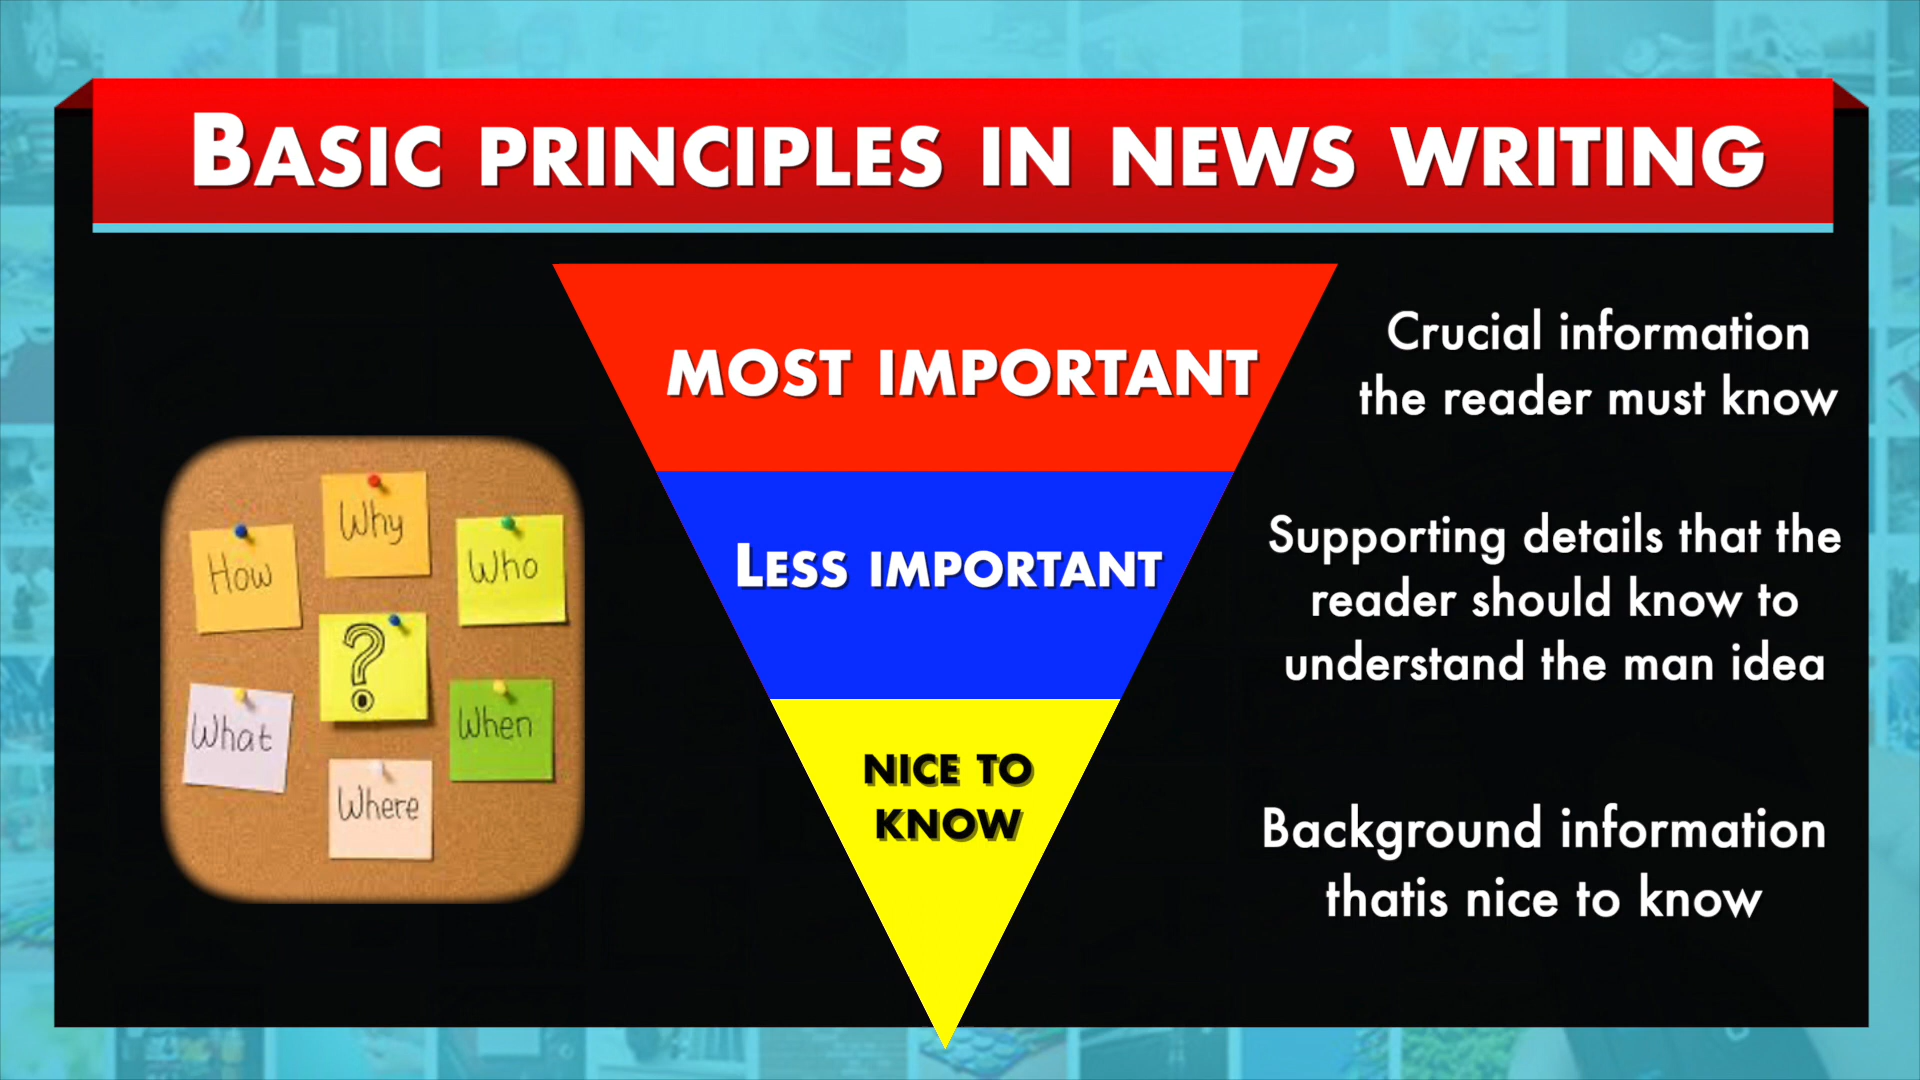 BASIC PRINCIPLES IN NEWS WRITING
MOST IMPORTANT
Crucial information
the reader must know
LESS IMPORTANT
Supporting details that the
reader should know to
understand the man idea
NICE TO
KNOW
Background information
thatis nice to know
Why
How
Who
?
What
When
Where